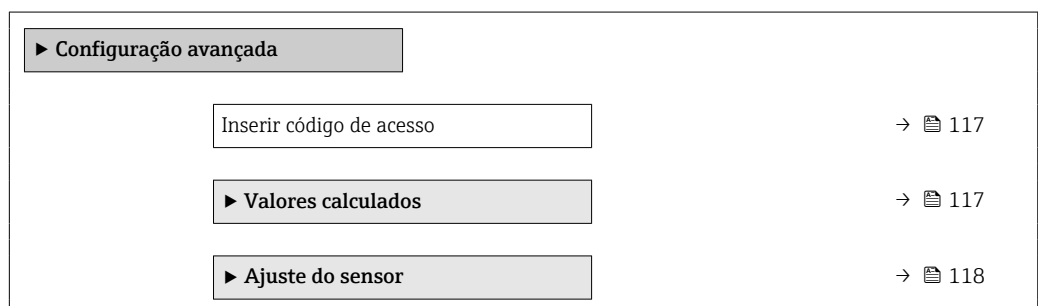 ▶ Configuração avançada
Inserir código de acesso → 117
▶ Valores calculados → 117
▶ Ajuste do sensor → 118